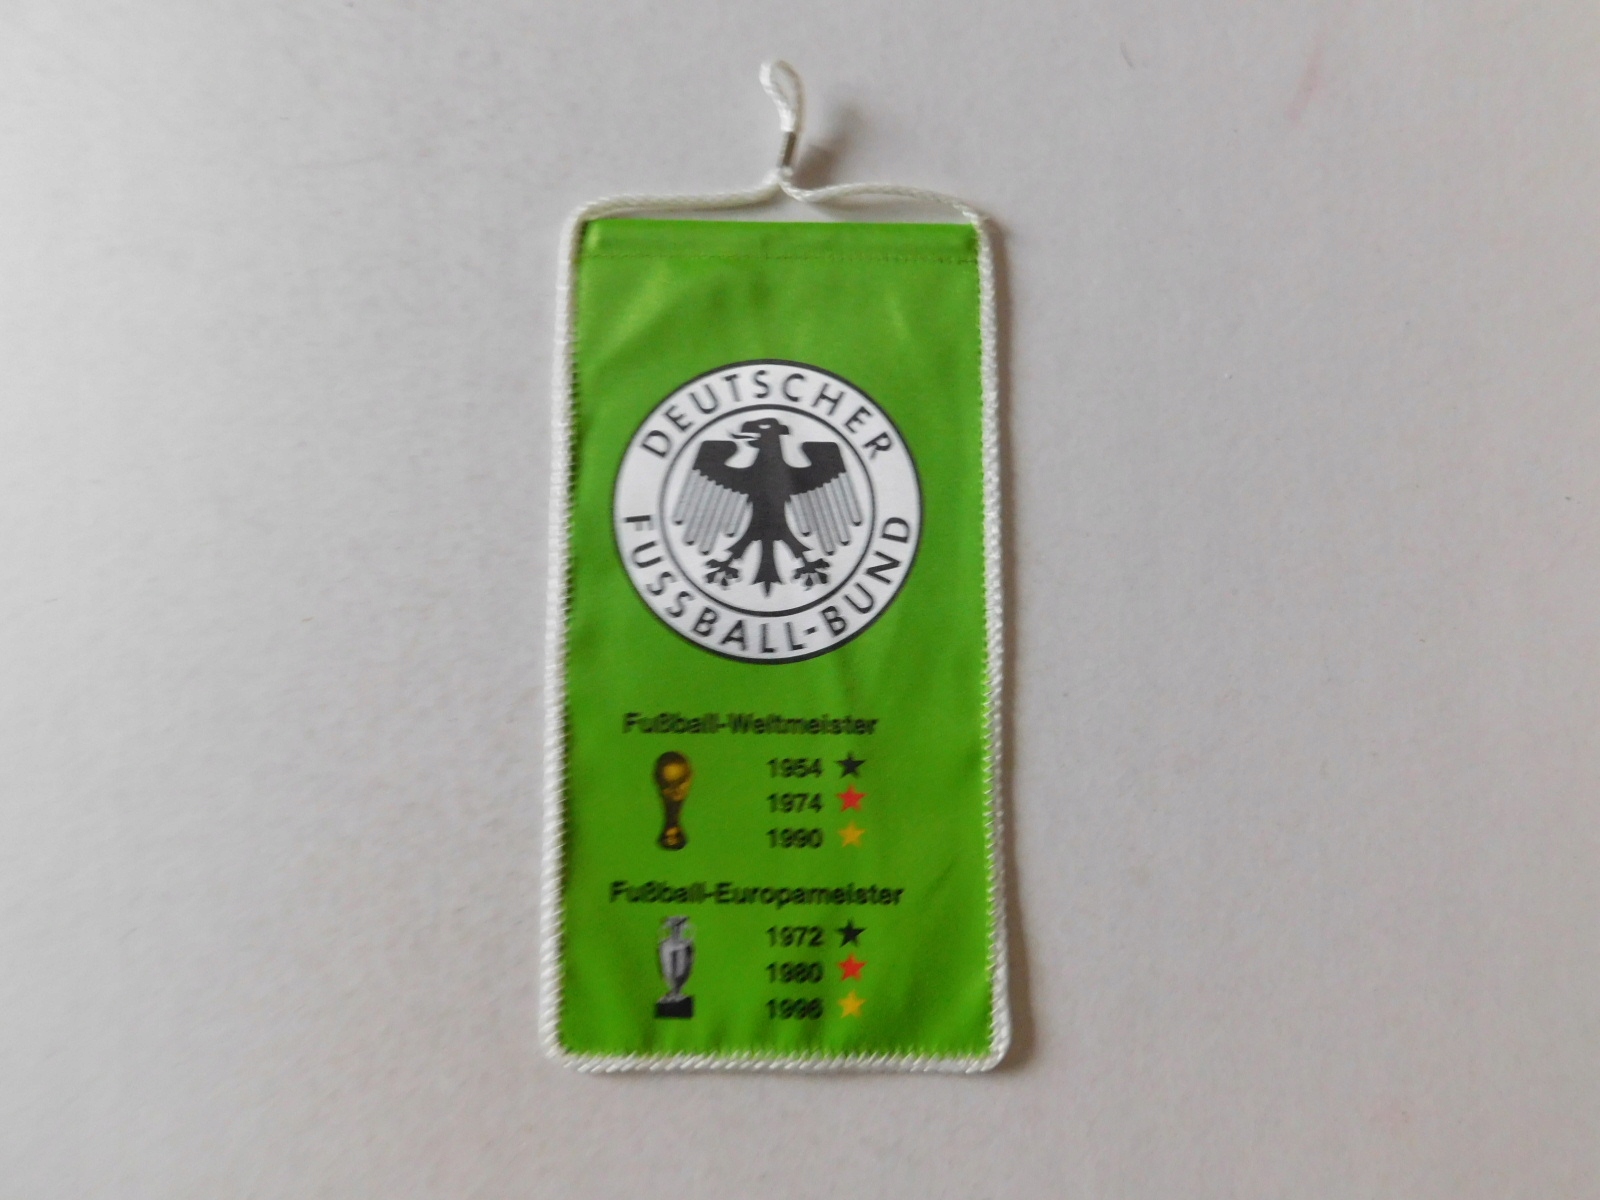 DEUTSCHER
FUSSBALL-BUND
Fußball-Weltmeister
1954
1974
1990
Fußball-Europameister
1972
1980
1996